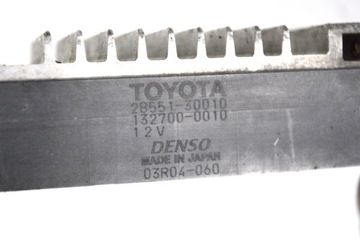 TOYOTA
28551-30010
132700-0010
12V
DENSO
MADE IN JAPAN
03R04-060